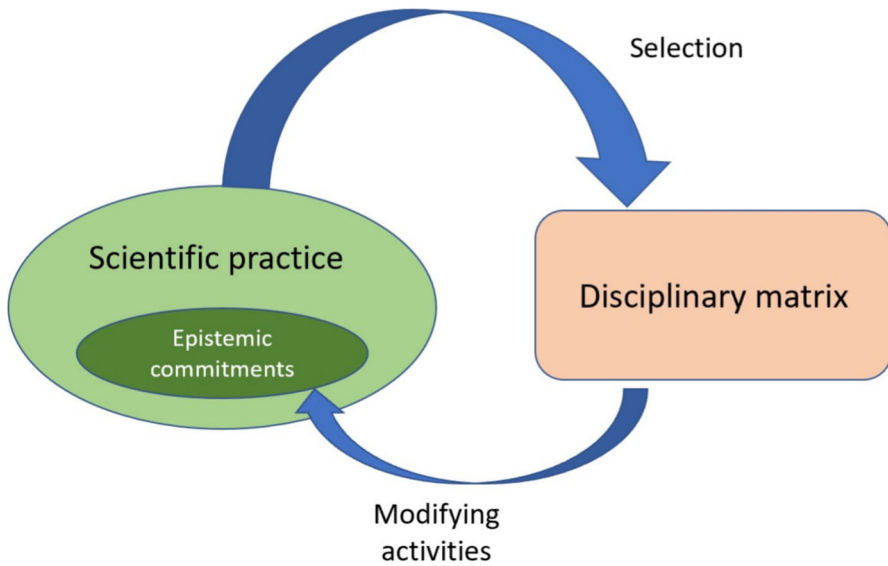 Selection
Scientific practice
Disciplinary matrix
Epistemic
commitments
Modifying
activities